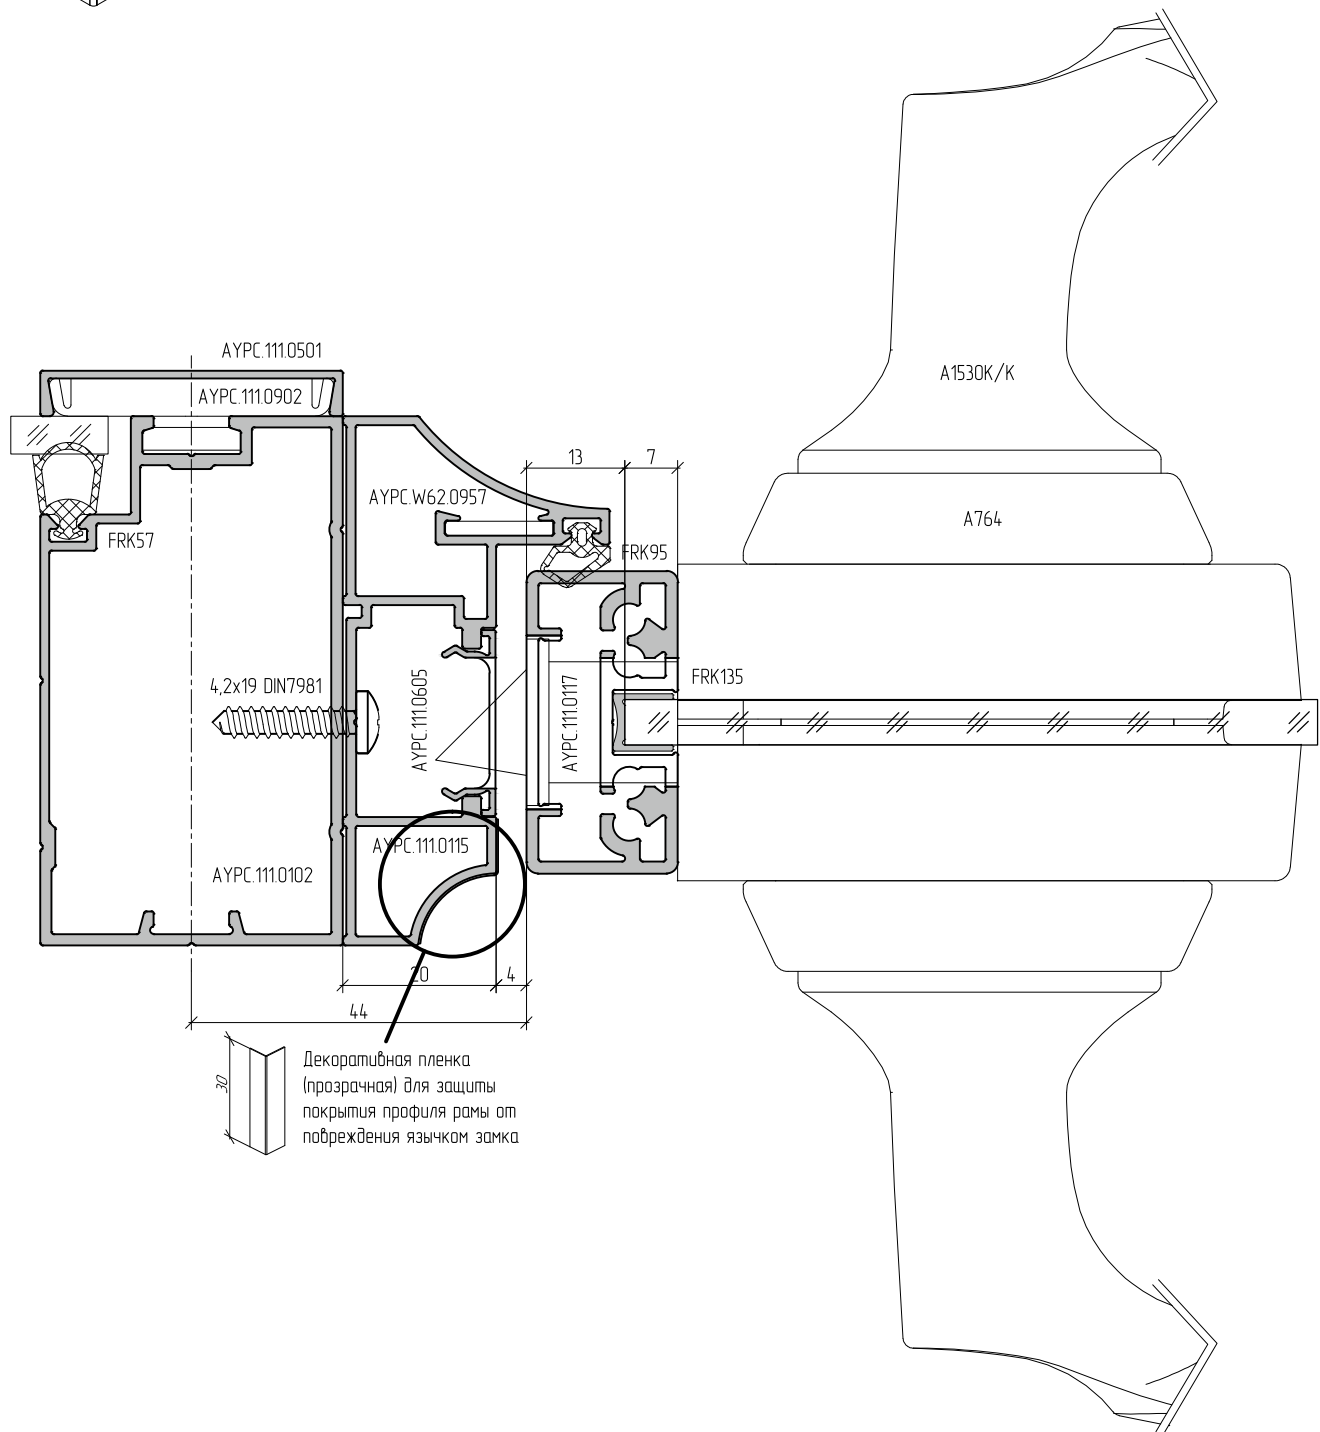 AYPC.111.0501
AYPC.111.0902
A1530K/K
13
7
AYPC.W62.0957
A764
FRK57
FRK95
4,2x19 DIN7981
AYPC.111.0605
AYPC.111.0117
FRK135
AYPC.111.0115
AYPC.111.0102
20
4
44
30
Декоративная пленка
(прозрачная) для защиты
покрытия профиля рамы от
повреждения язычком замка